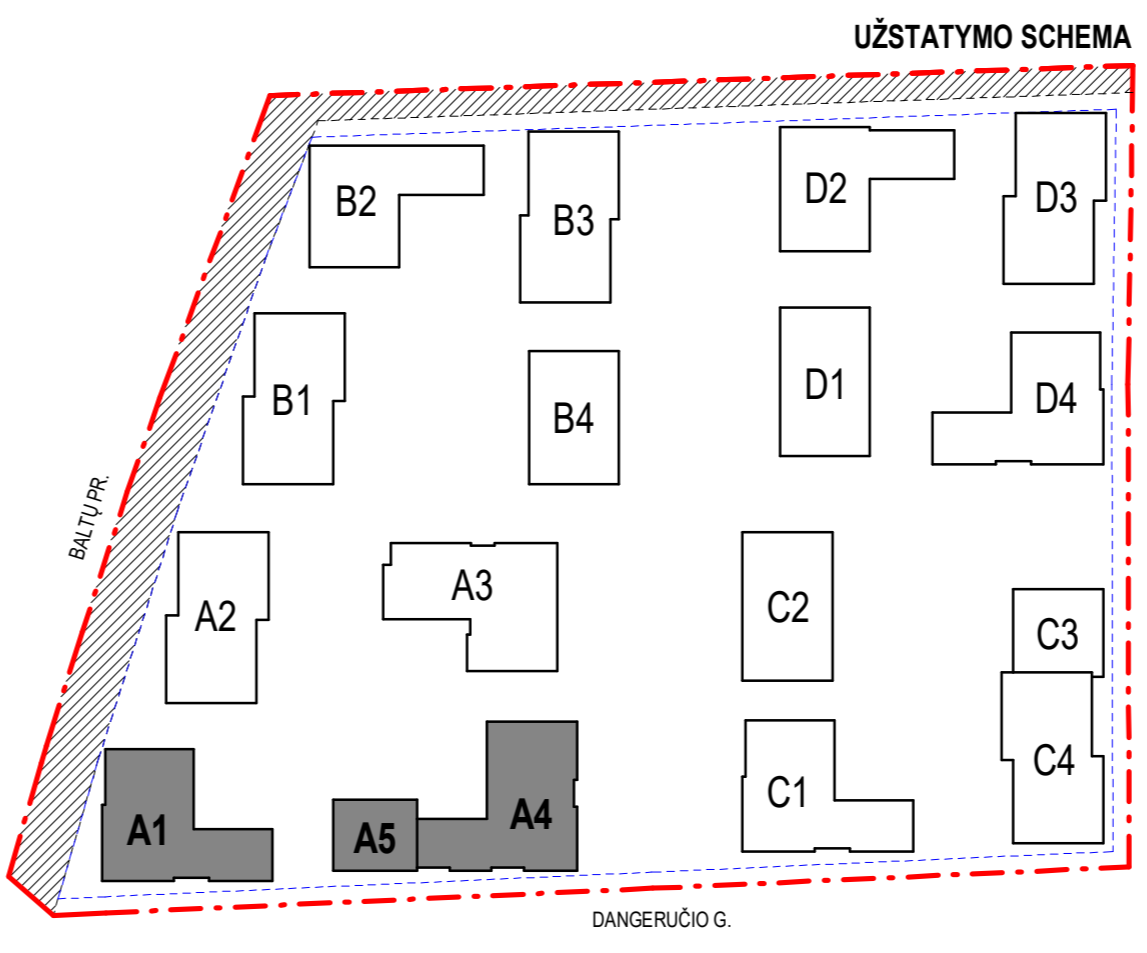 UŽSTATYMO SCHEMA
B2
B3
D2
D3
B1
B4
D1
D4
BALTŲ PR.
A2
A3
C2
C3
A1
A5
A4
C1
C4
DANGERUČIO G.